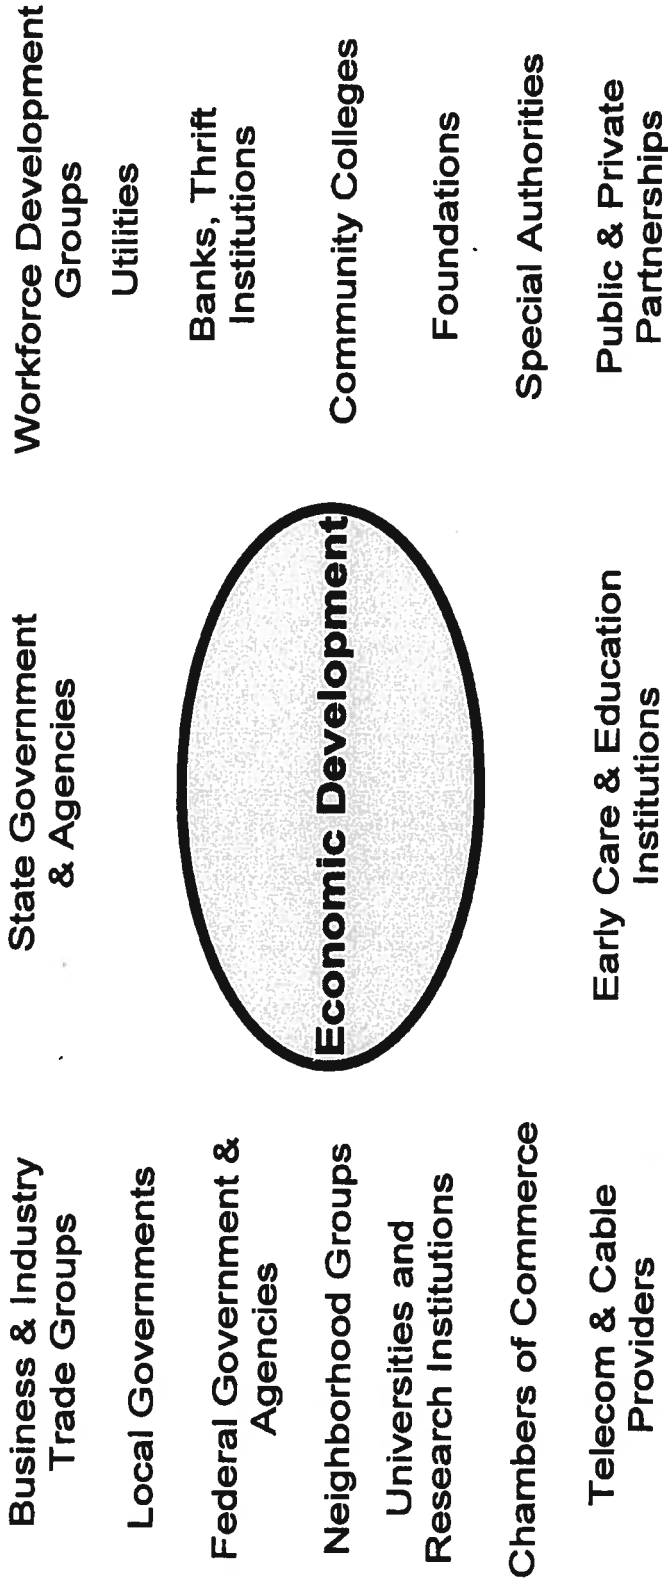 Business & Industry
Trade Groups
Local Governments
Federal Government &
Agencies
Neighborhood Groups
Universities and
Research Institutions
Chambers of Commerce
Telecom & Cable
Providers
State Government
& Agencies
Economic Development
Early Care & Education
Institutions
Workforce Development
Groups
Utilities
Banks, Thrift
Institutions
Community Colleges
Foundations
Special Authorities
Public & Private
Partnerships